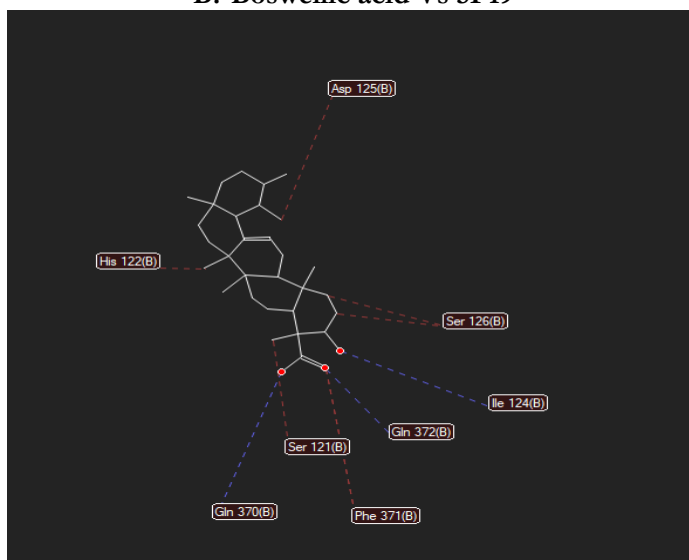 Boswellic acid Vs
Asp 125(B)
His 122(B)
Ser 126(B)
Ile 124(B)
Gln 372(B)
Ser 121(B)
Gln 370(B)
Phe 371(B)